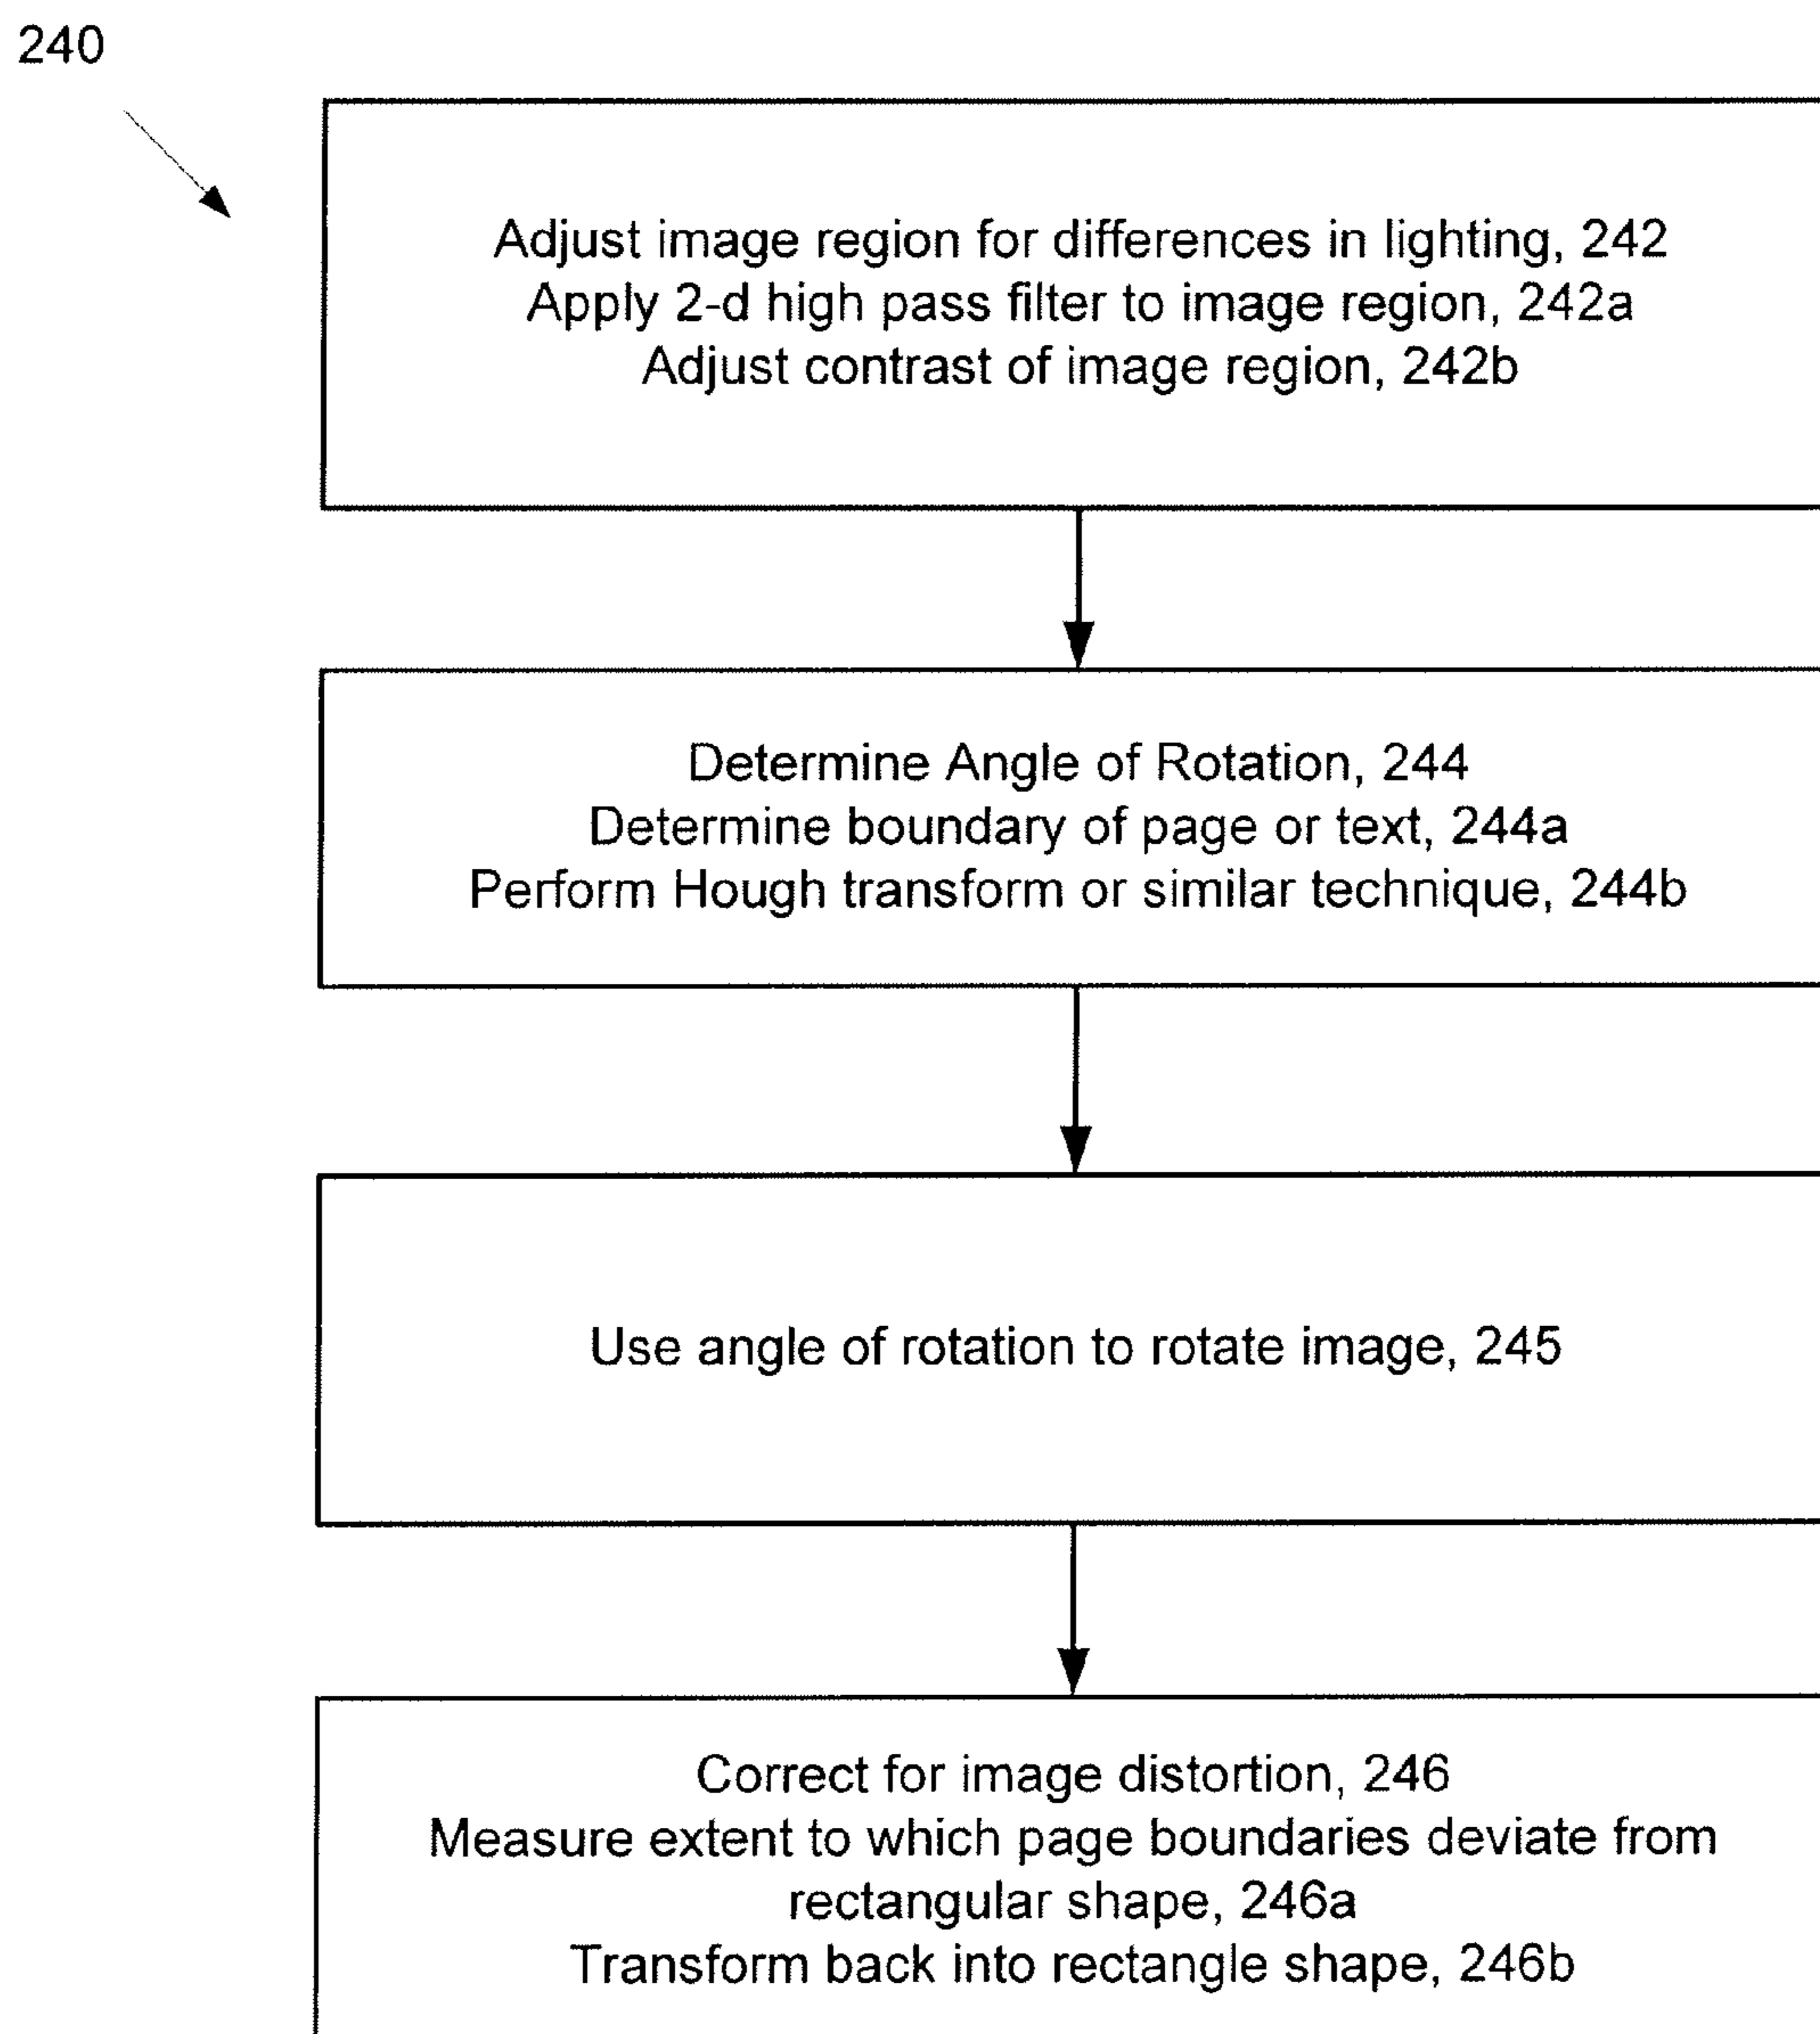 240
Adjust image region for differences in lighting, 242
Apply 2-d high pass filter to image region, 242a
Adjust contrast of image region, 242b
Determine Angle of Rotation, 244
Determine boundary of page or text, 244a
Perform Hough transform or similar technique, 244b
Use angle of rotation to rotate image, 245
Correct for image distortion, 246
Measure extent to which page boundaries deviate from
rectangular shape, 246a
Transform back into rectangle shape, 246b